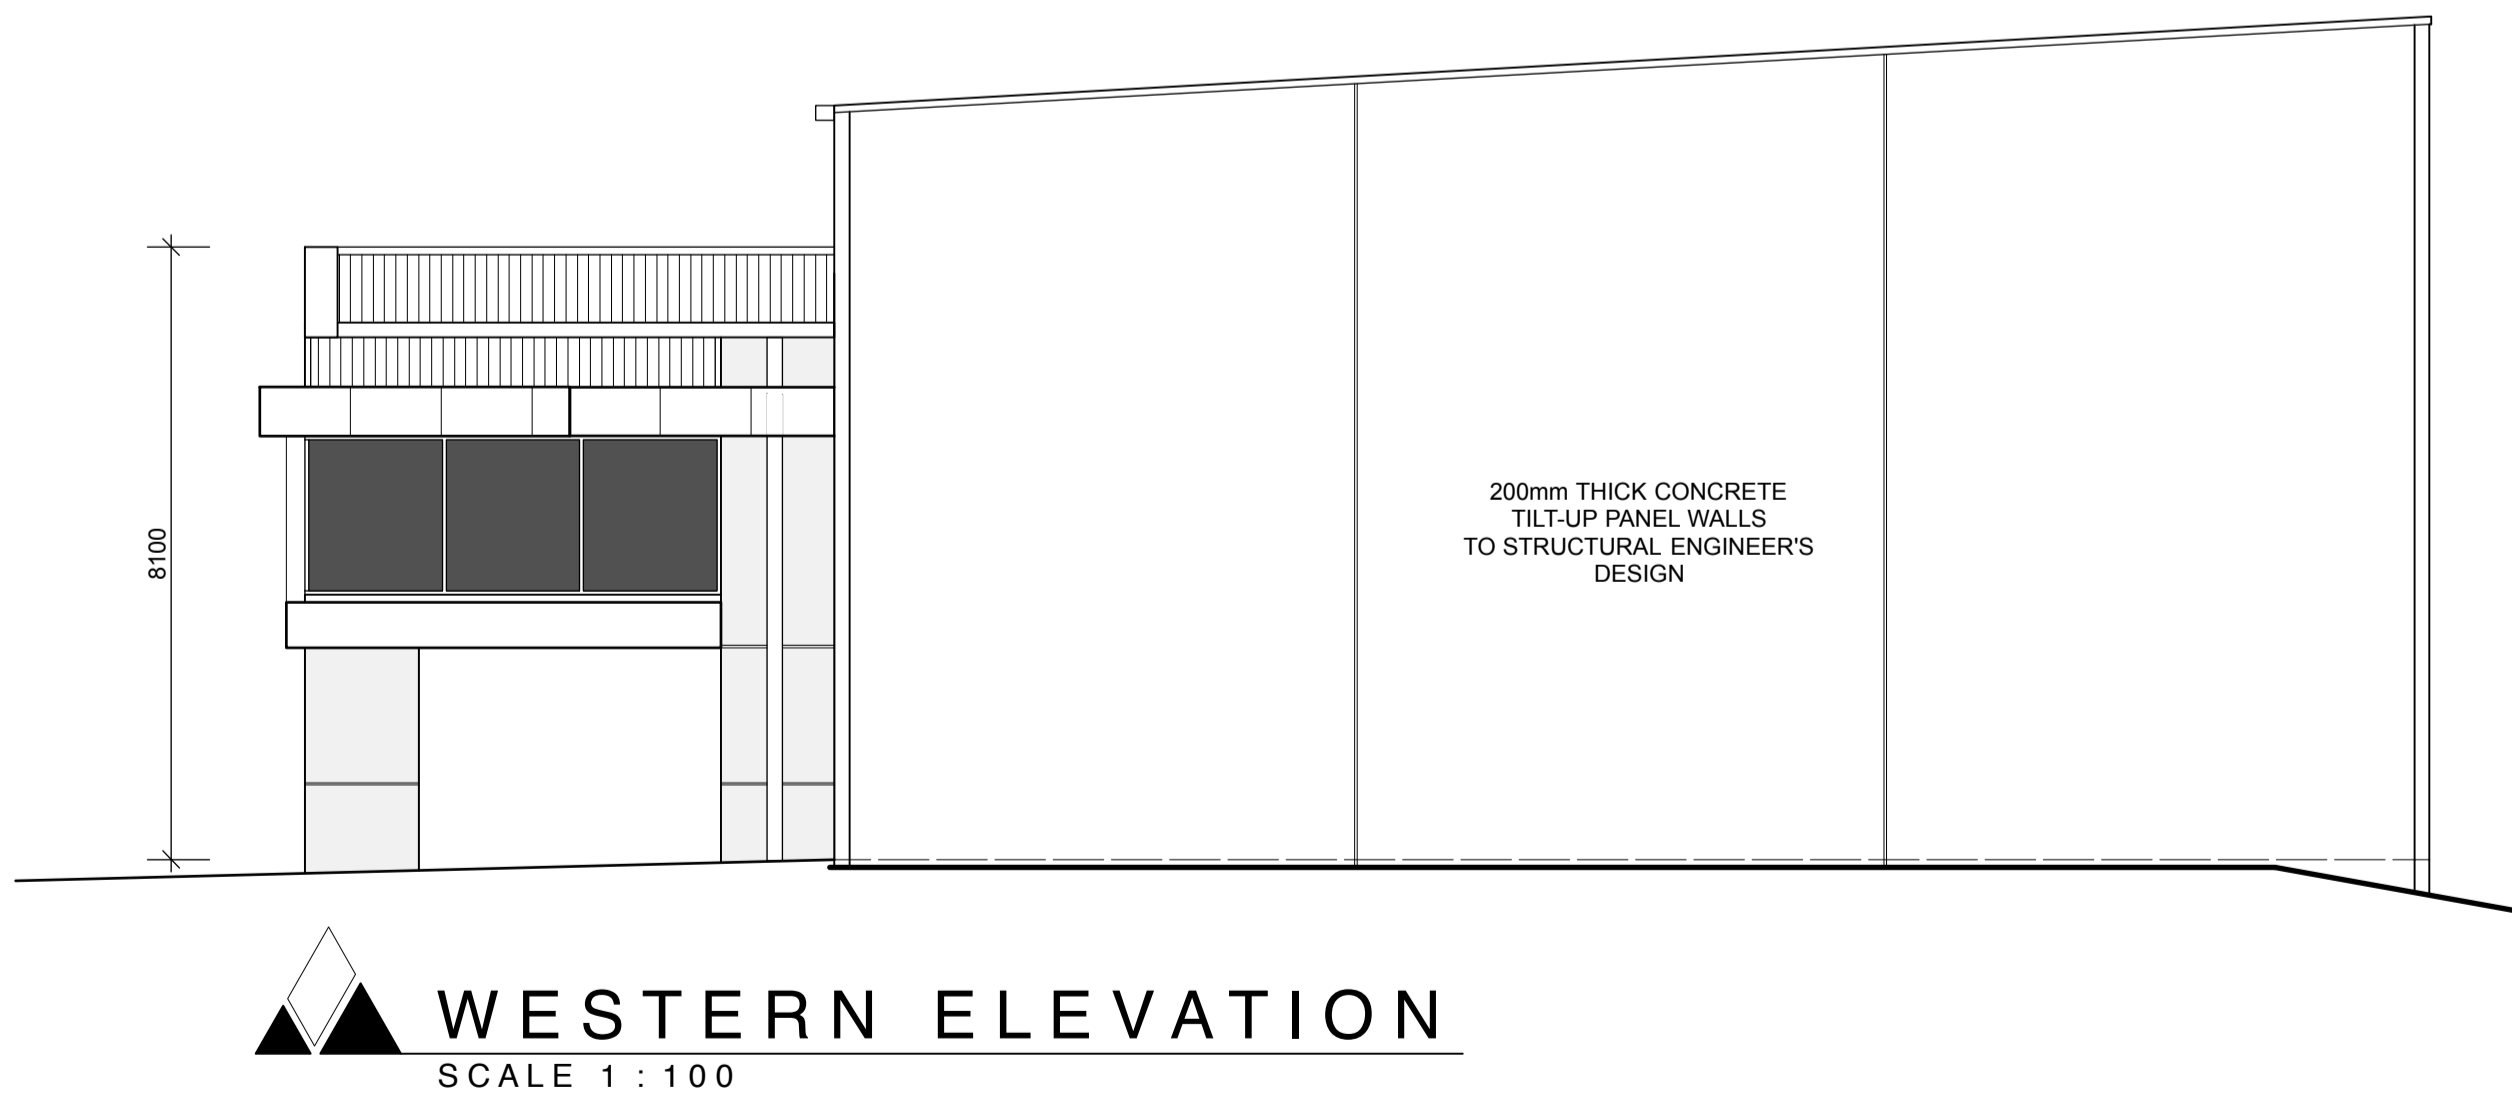 8100
200mm THICK CONCRETE
TILT-UP PANEL WALLS
TO STRUCTURAL ENGINEER'S
DESIGN
WESTERN ELEVATION
SCALE 1 : 100